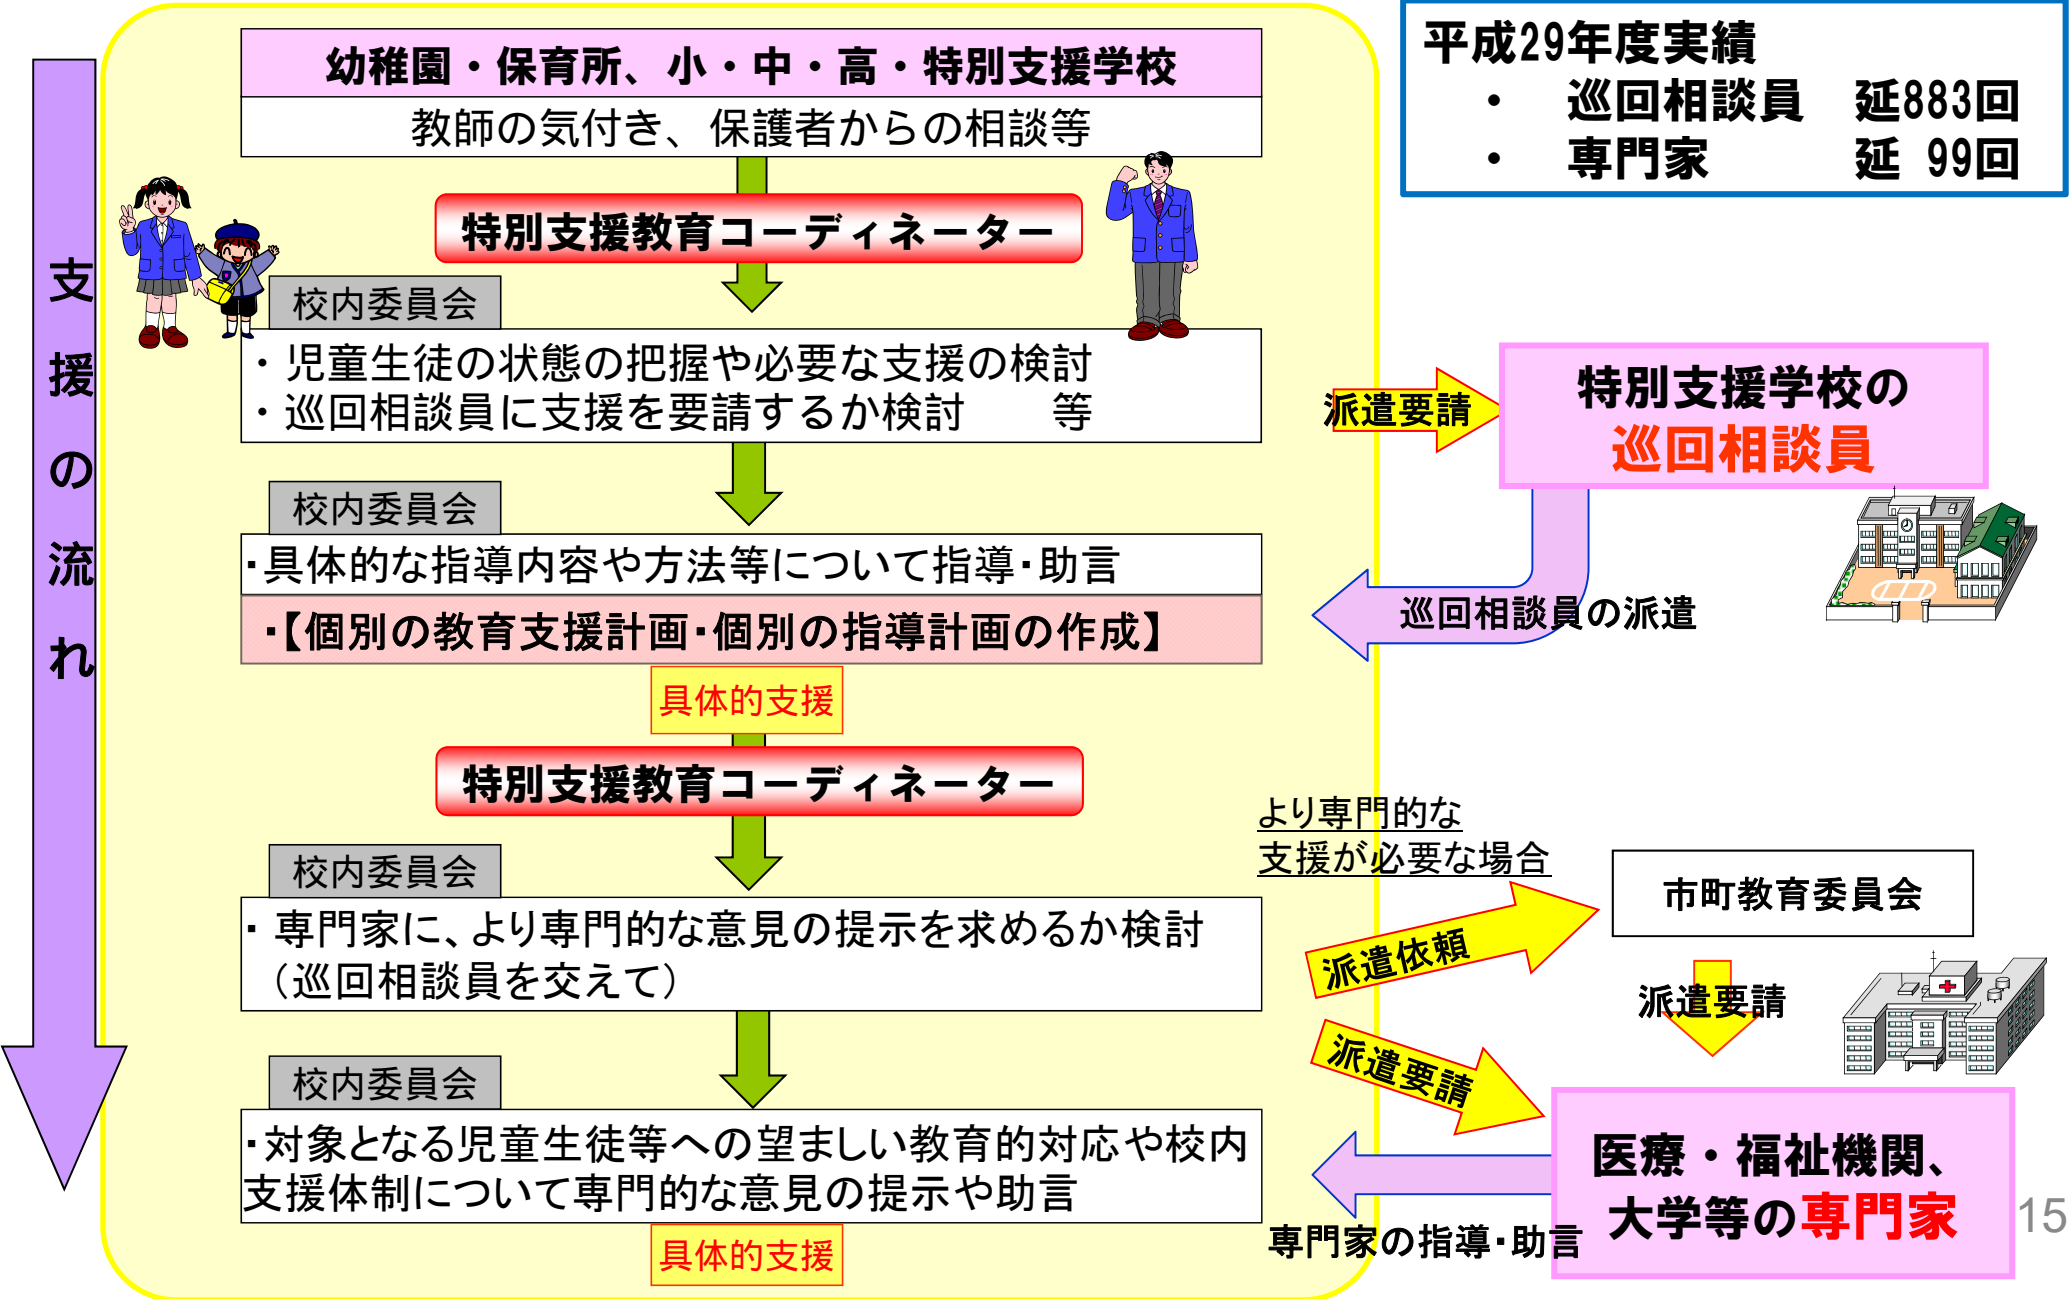 平成29年度実績
・ 巡回相談員 延883回
・ 専門家 延 99回
支援の流れ
幼稚園・保育所、小・中・高・特別支援学校
教師の気付き、保護者からの相談等
特別支援教育コーディネーター
校内委員会
・児童生徒の状態の把握や必要な支援の検討
・巡回相談員に支援を要請するか検討 等
派遣要請
特別支援学校の
巡回相談員
校内委員会
・具体的な指導内容や方法等について指導・助言
・【個別の教育支援計画・個別の指導計画の作成】
巡回相談員の派遣
具体的支援
特別支援教育コーディネーター
より専門的な
支援が必要な場合
校内委員会
・専門家に、より専門的な意見の提示を求めるか検討
（巡回相談員を交えて）
派遣依頼
市町教育委員会
派遣要請
派遣要請
校内委員会
・対象となる児童生徒等への望ましい教育的対応や校内
支援体制について専門的な意見の提示や助言
医療・福祉機関、
大学等の専門家
専門家の指導・助言
具体的支援
15